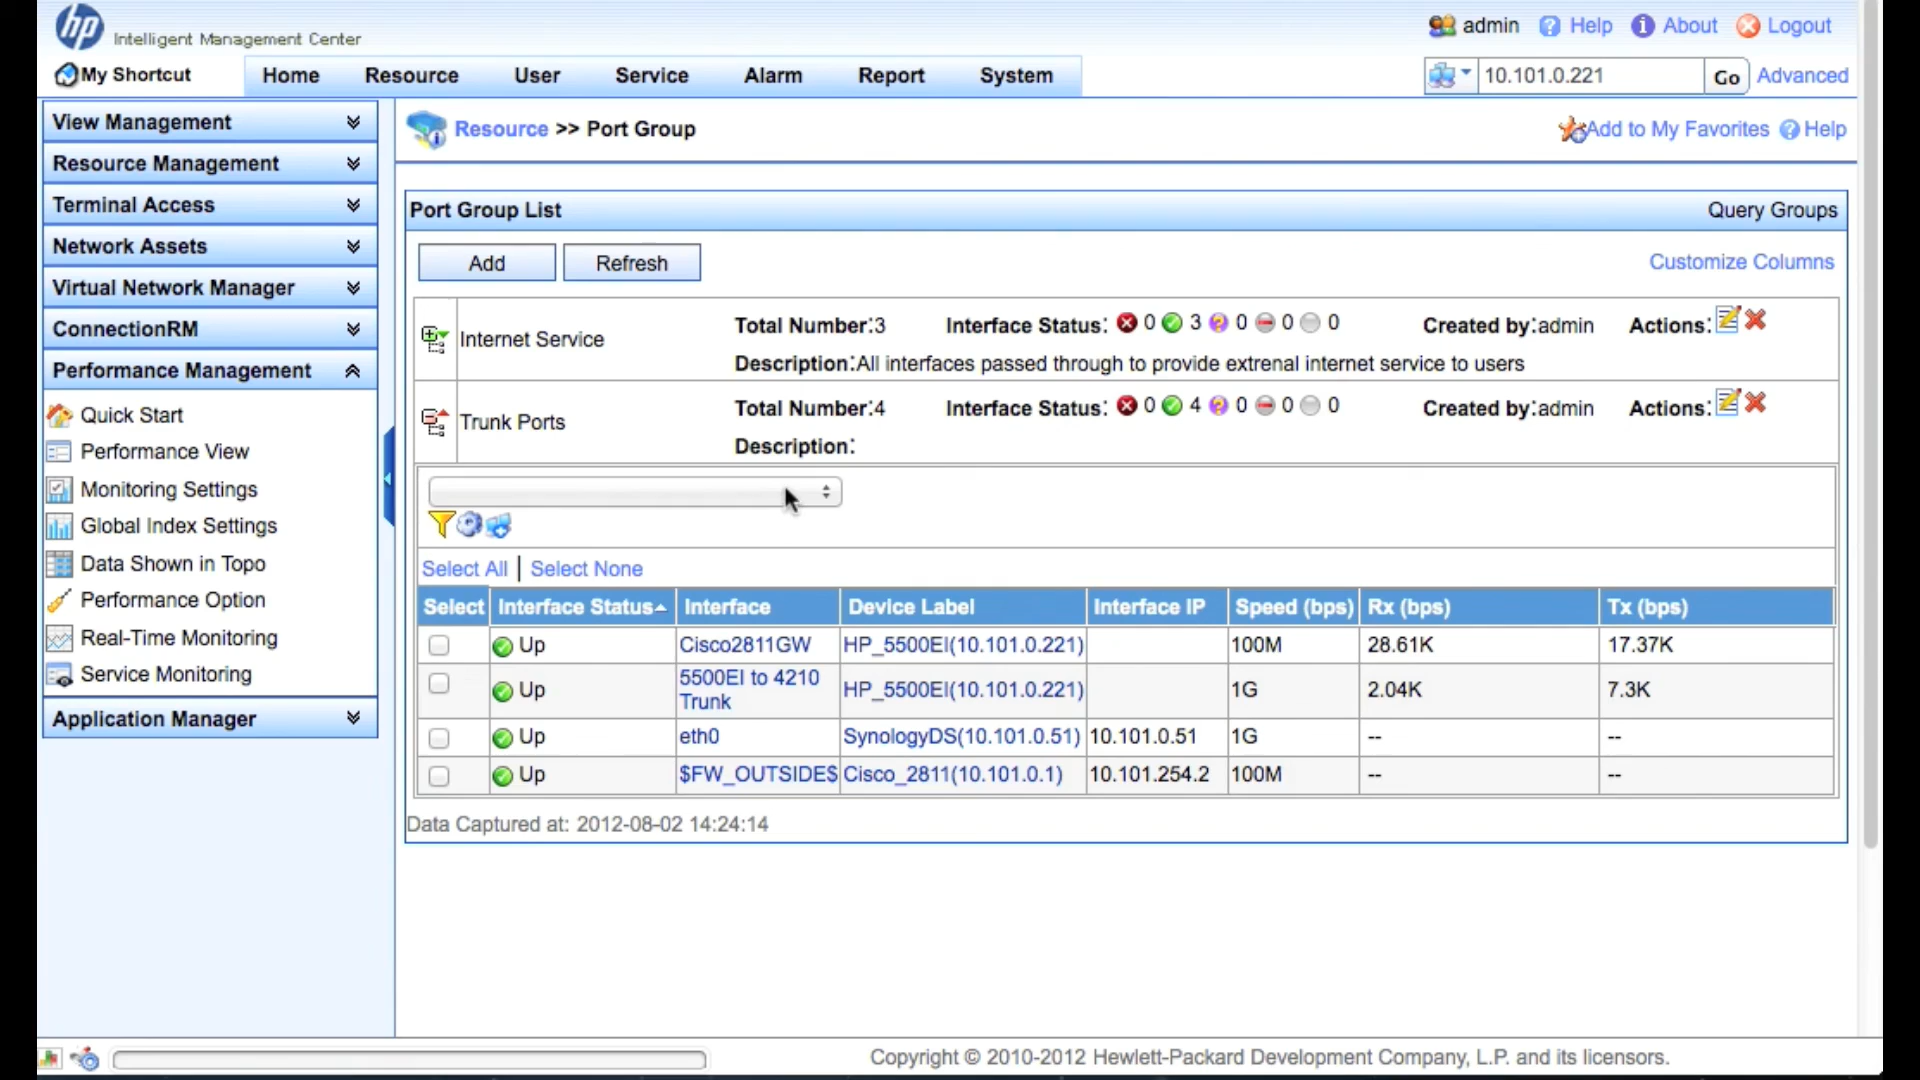 hp Intelligent Management Center
admin Help About Logout
My Shortcut Home Resource User Service Alarm Report System
10.101.0.221 Go Advanced
View Management
Resource Management
Terminal Access
Network Assets
Virtual Network Manager
ConnectionRM
Performance Management
Quick Start
Performance View
Monitoring Settings
Global Index Settings
Data Shown in Topo
Performance Option
Real-Time Monitoring
Service Monitoring
Application Manager
Resource >> Port Group
Add to My Favorites Help
Port Group List Query Groups
Add Refresh Customize Columns
Internet Service Total Number:3 Interface Status: 0 3 0 0 0 Created by:admin Actions:
Description:All interfaces passed through to provide extrenal internet service to users
Trunk Ports Total Number:4 Interface Status: 0 4 0 0 0 Created by:admin Actions:
Description:
Select All | Select None
Select Interface Status Interface Device Label Interface IP Speed (bps) Rx (bps) Tx (bps)
Up Cisco2811GW HP_5500EI(10.101.0.221) 100M 28.61K 17.37K
Up 5500EI to 4210 Trunk HP_5500EI(10.101.0.221) 1G 2.04K 7.3K
Up eth0 SynologyDS(10.101.0.51) 10.101.0.51 1G -- --
Up $FW_OUTSIDE$ Cisco_2811(10.101.0.1) 10.101.254.2 100M -- --
Data Captured at: 2012-08-02 14:24:14
Copyright © 2010-2012 Hewlett-Packard Development Company, L.P. and its licensors.